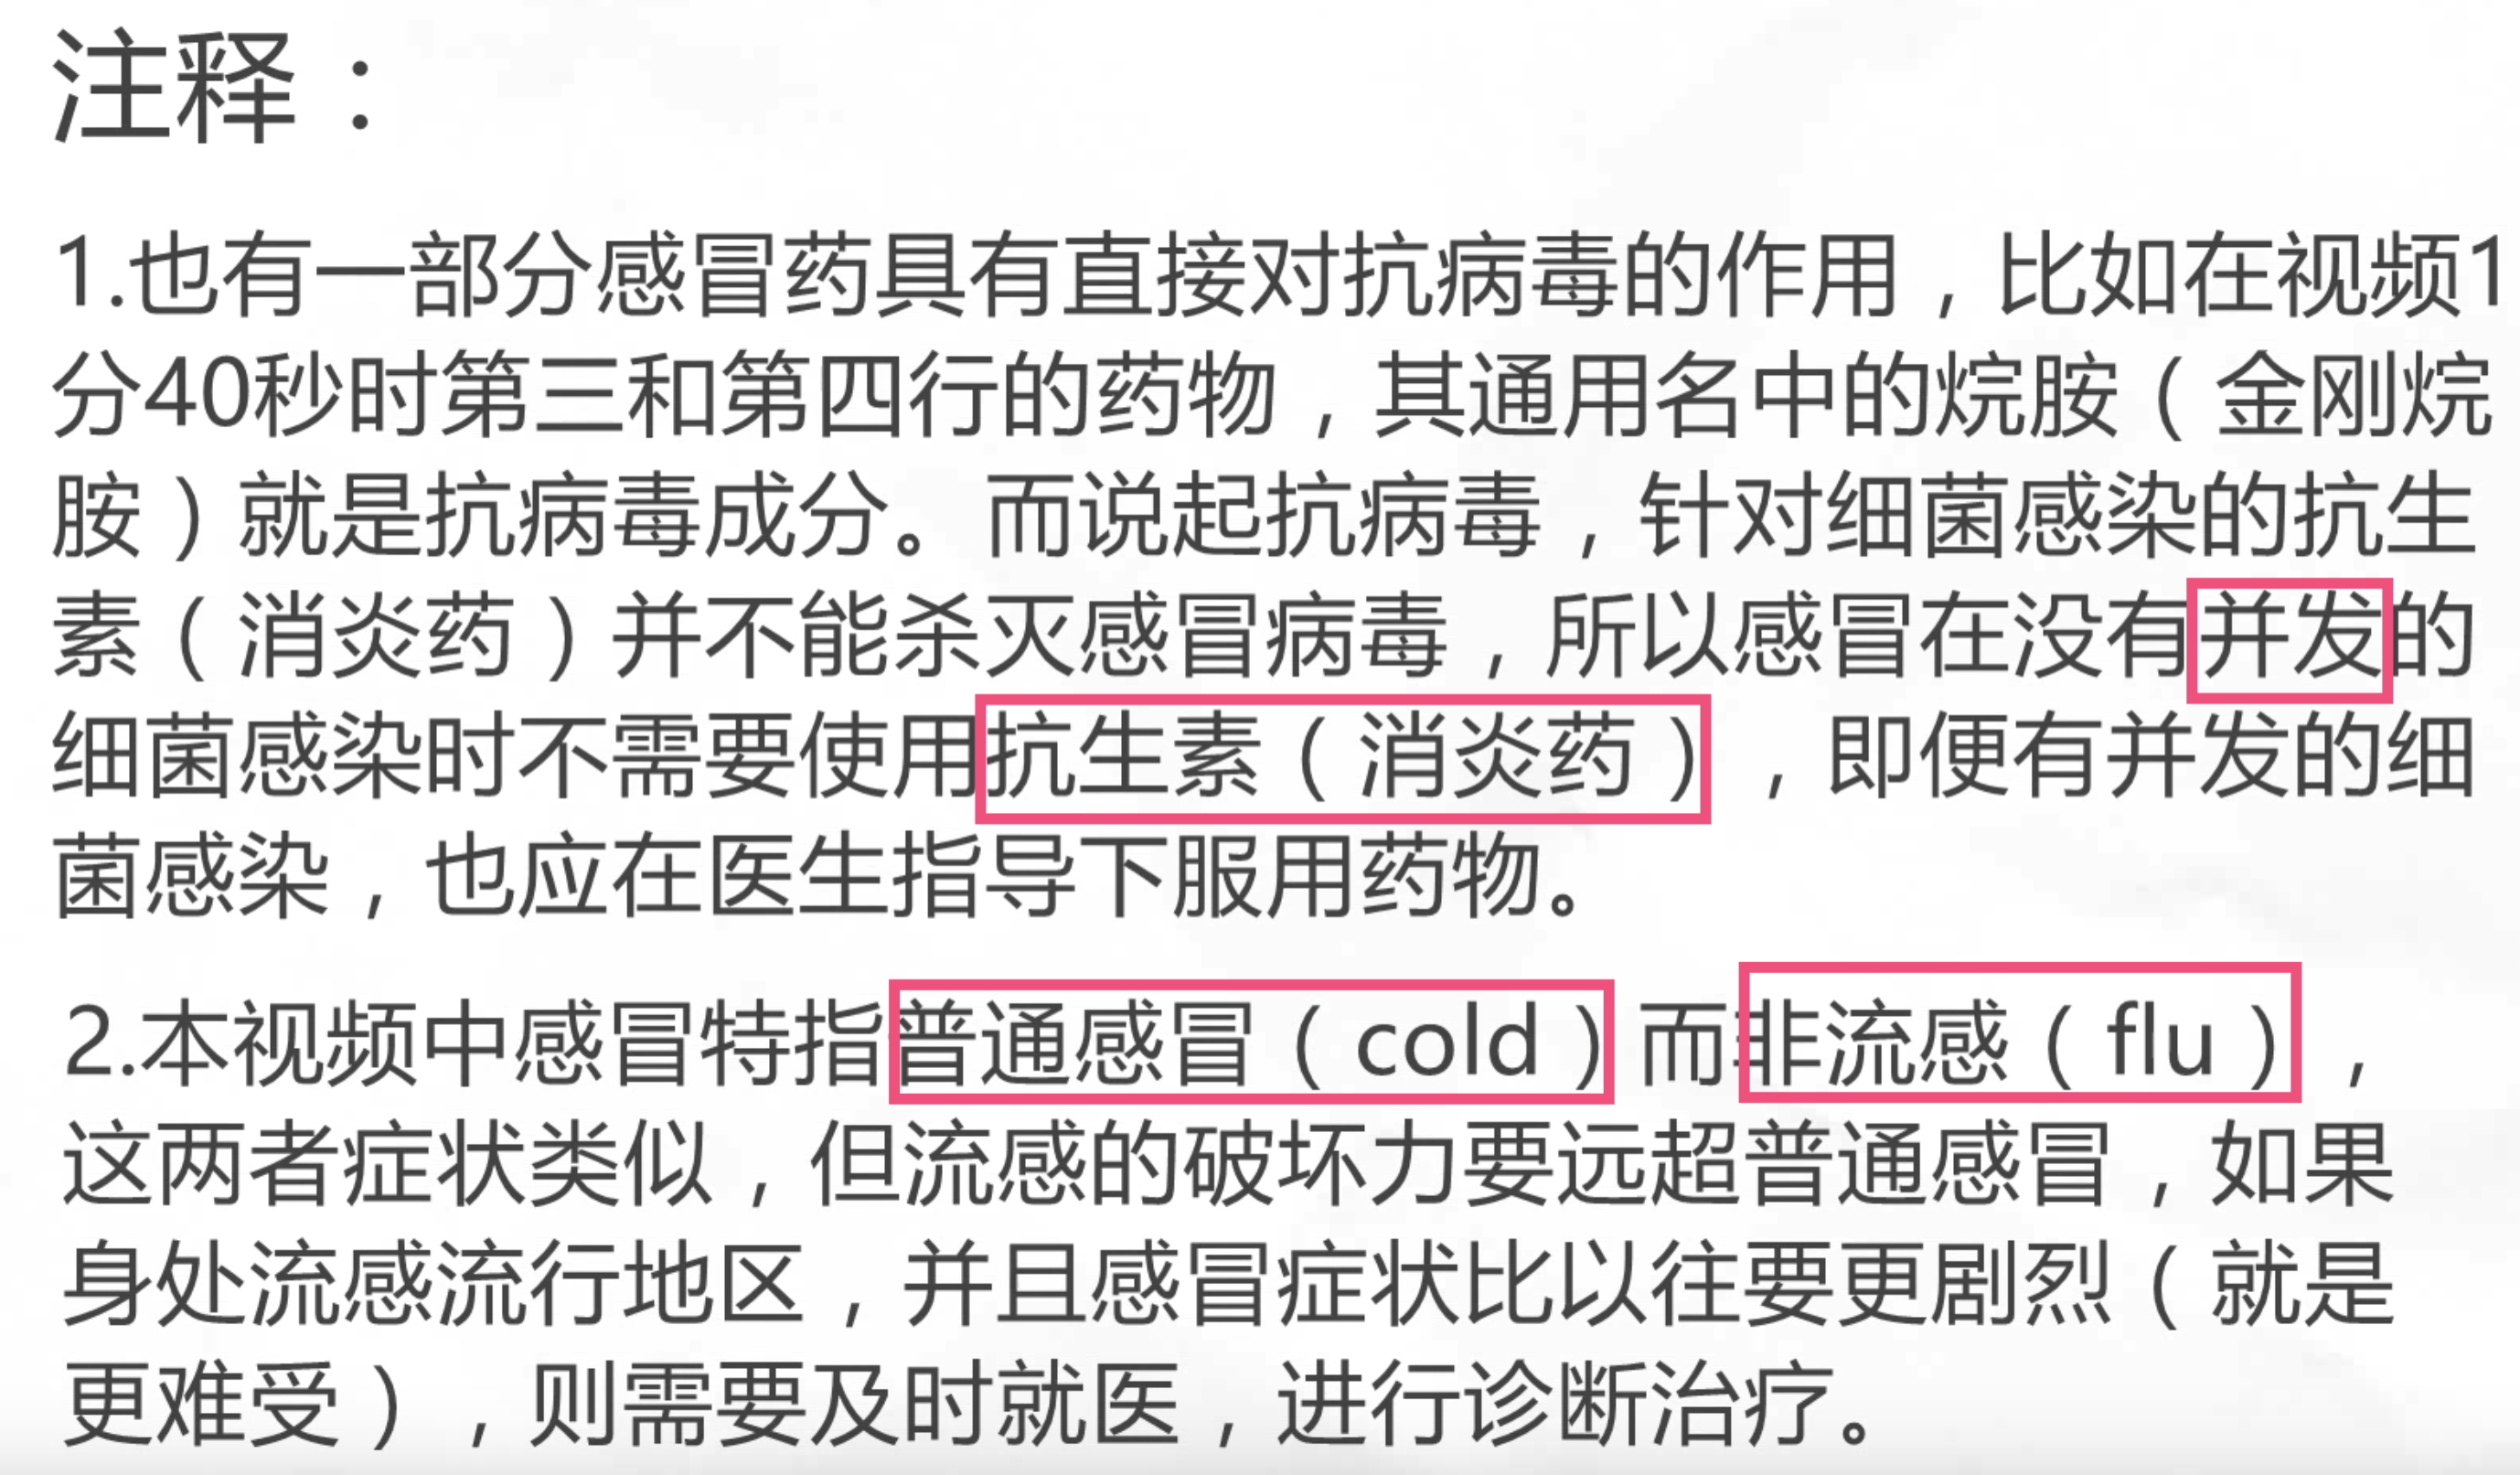 注释：
1.也有一部分感冒药具有直接对抗病毒的作用，比如在视频1
分40秒时第三和第四行的药物，其通用名中的烷胺（金刚烷
胺）就是抗病毒成分。而说起抗病毒，针对细菌感染的抗生
素（消炎药）并不能杀灭感冒病毒，所以感冒在没有并发的
细菌感染时不需要使用抗生素（消炎药），即便有并发的细
菌感染，也应在医生指导下服用药物。
2.本视频中感冒特指普通感冒（cold）而非流感（flu），
这两者症状类似，但流感的破坏力要远超普通感冒，如果
身处流感流行地区，并且感冒症状比以往要更剧烈（就是
更难受），则需要及时就医，进行诊断治疗。